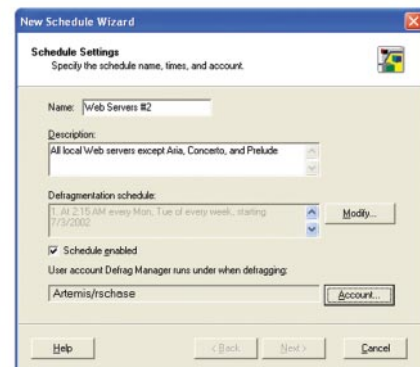 New Schedule Wizard
Schedule Settings
Specify the schedule name, times, and account.
Name: Web Servers #2
Description:
All local Web servers except Aria, Concerto, and Prelude
Defragmentation schedule:
1. At 2:15 AM every Mon, Tue of every week, starting
7/3/2002
Modify...
Schedule enabled
User account Defrag Manager runs under when defragging:
Artemis/rschase
Account...
Help
< Back
Next >
Cancel